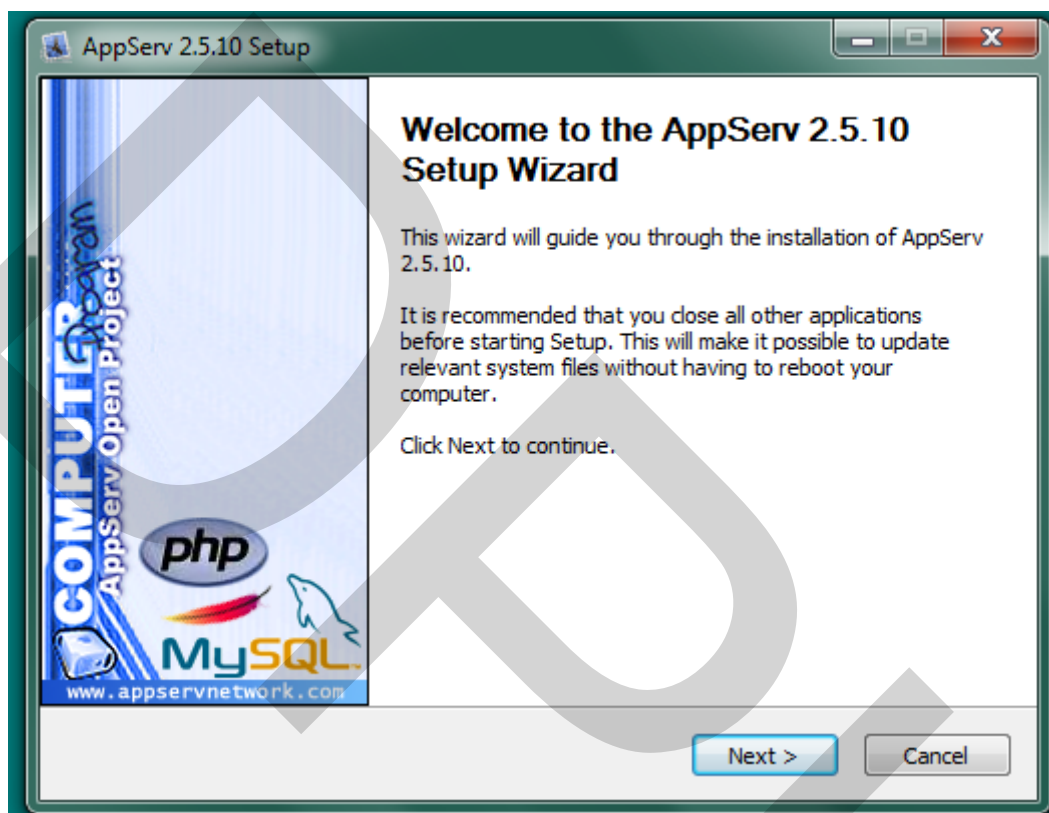 AppServ 2.5.10 Setup
Welcome to the AppServ 2.5.10
Setup Wizard
This wizard will guide you through the installation of AppServ
2.5.10.
It is recommended that you close all other applications
before starting Setup. This will make it possible to update
relevant system files without having to reboot your
computer.
Click Next to continue.
COMPUTER
Program
AppServ Open Project
php
MySQL
www.appservnetwork.com
Next >
Cancel